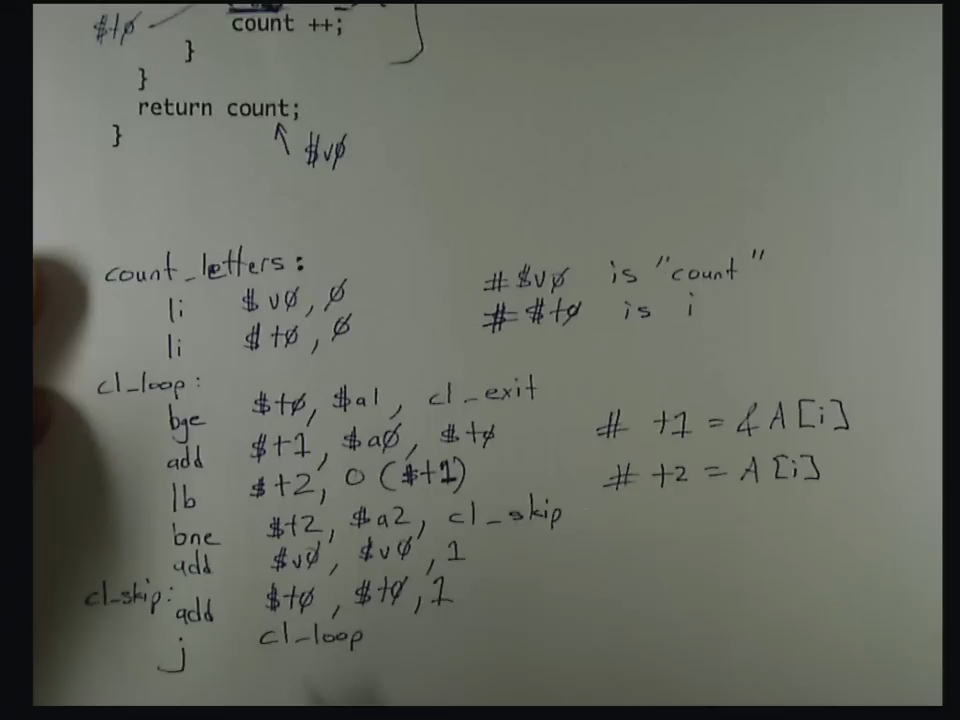 $t0 count ++;
}
}
return count;
}
$v0
count_letters: # $v0 is "count"
li $v0, 0 # $t0 is i
li $t0, 0
cl_loop:
bge $t0, $a1, cl_exit
add $t1, $a0, $t0 # t1 = & A[i]
lb $t2, 0($t1) # t2 = A[i]
bne $t2, $a2, cl_skip
add $v0, $v0, 1
cl_skip: add $t0, $t0, 1
j cl_loop